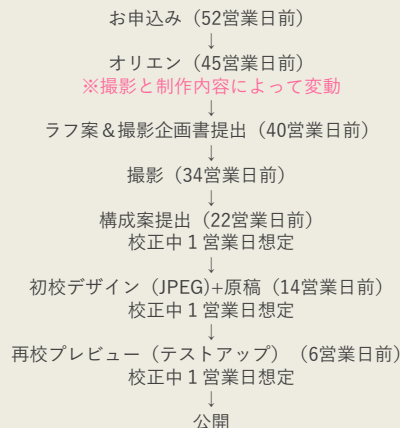 お申込み（52営業日前）
↓
オリエン（45営業日前）
※撮影と制作内容によって変動
↓
ラフ案＆撮影企画書提出（40営業日前）
↓
撮影（34営業日前）
↓
構成案提出（22営業日前）
校正中１営業日想定
↓
初校デザイン（JPEG)+原稿（14営業日前）
校正中１営業日想定
↓
再校プレビュー（テストアップ）（6営業日前）
校正中１営業日想定
↓
公開